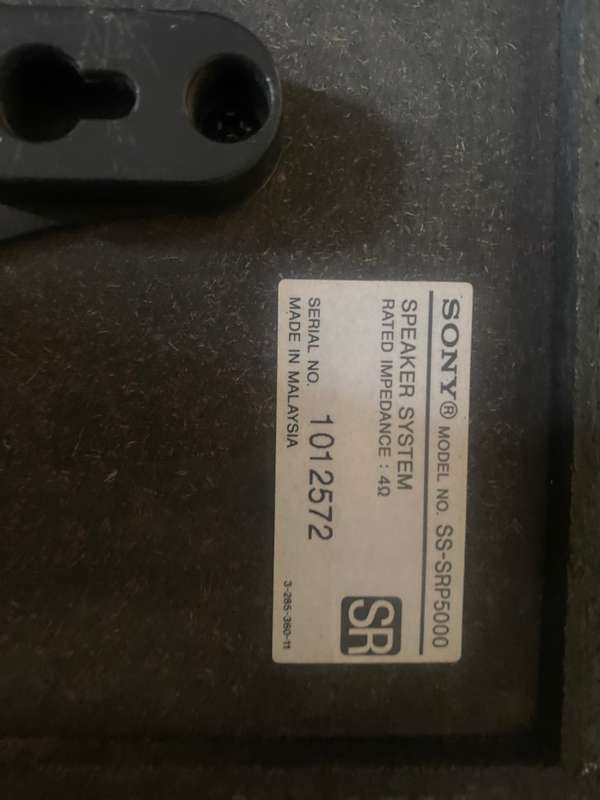 SONY® MODEL NO. SS-SRP5000
SPEAKER SYSTEM
RATED IMPEDANCE : 4Ω
SR
SERIAL NO. 1012572
MADE IN MALAYSIA
3-285-360-11